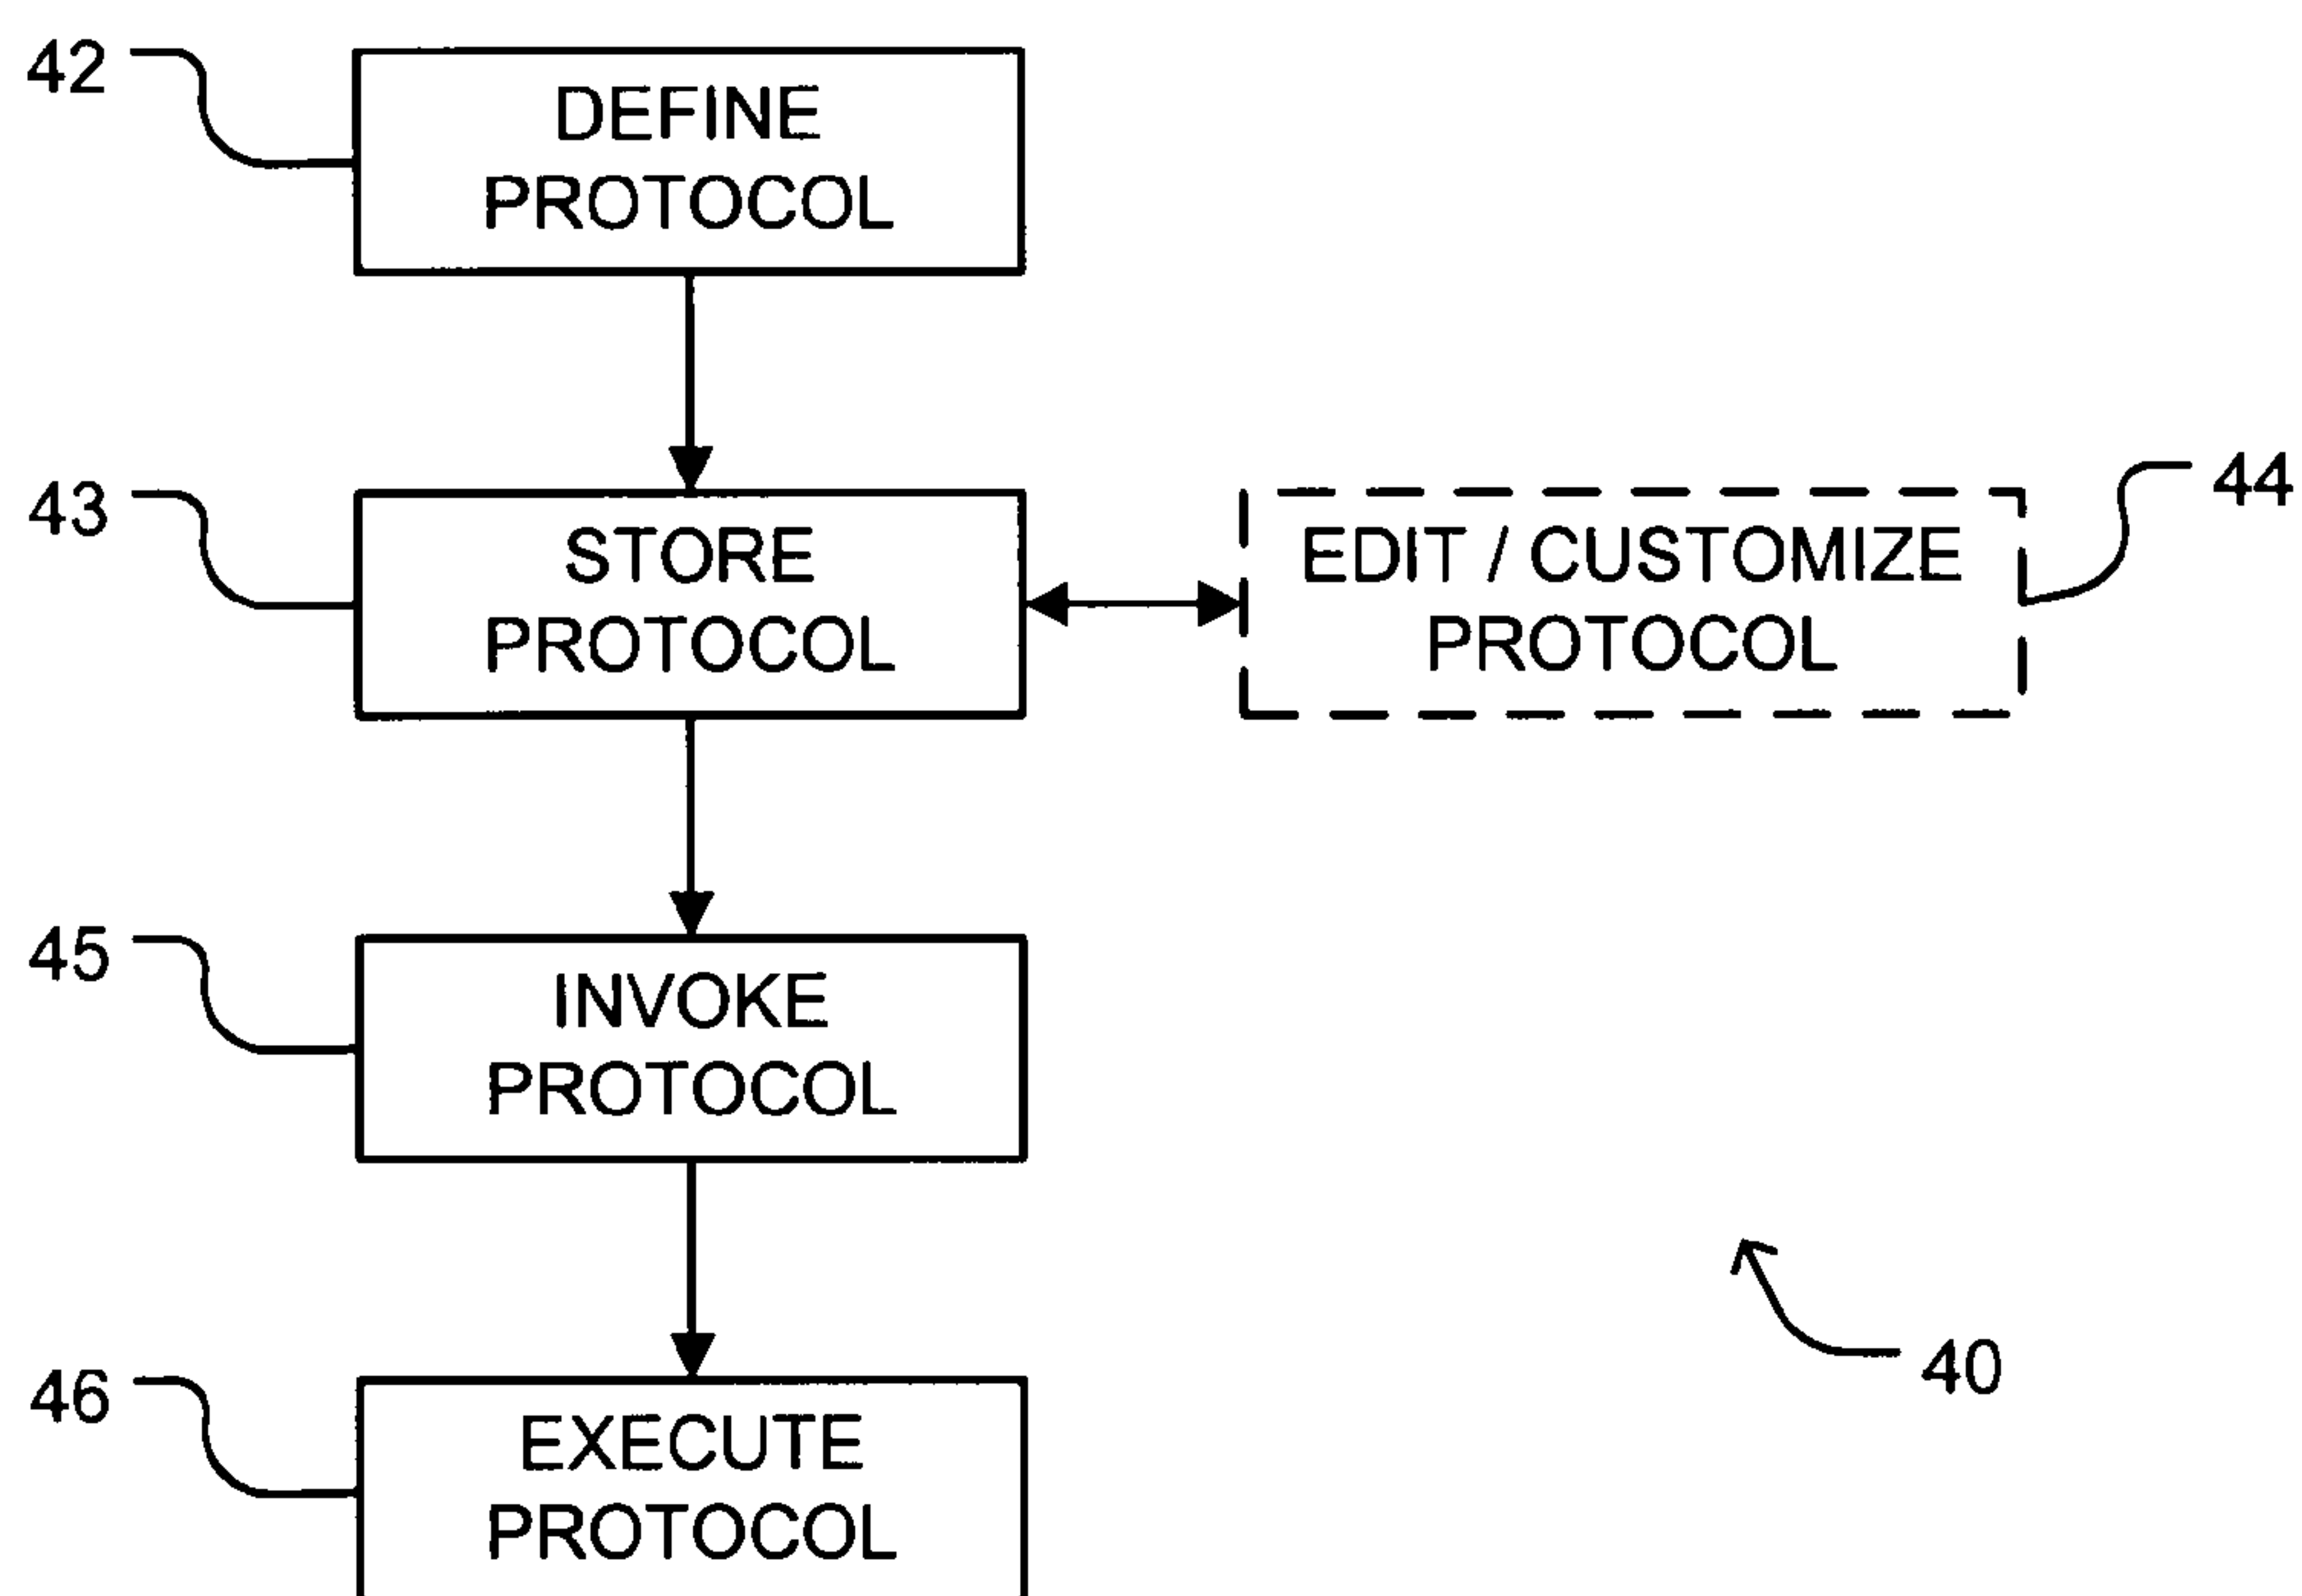 42
DEFINE
PROTOCOL
43
STORE
PROTOCOL
EDIT / CUSTOMIZE
PROTOCOL
44
45
INVOKE
PROTOCOL
46
EXECUTE
PROTOCOL
40